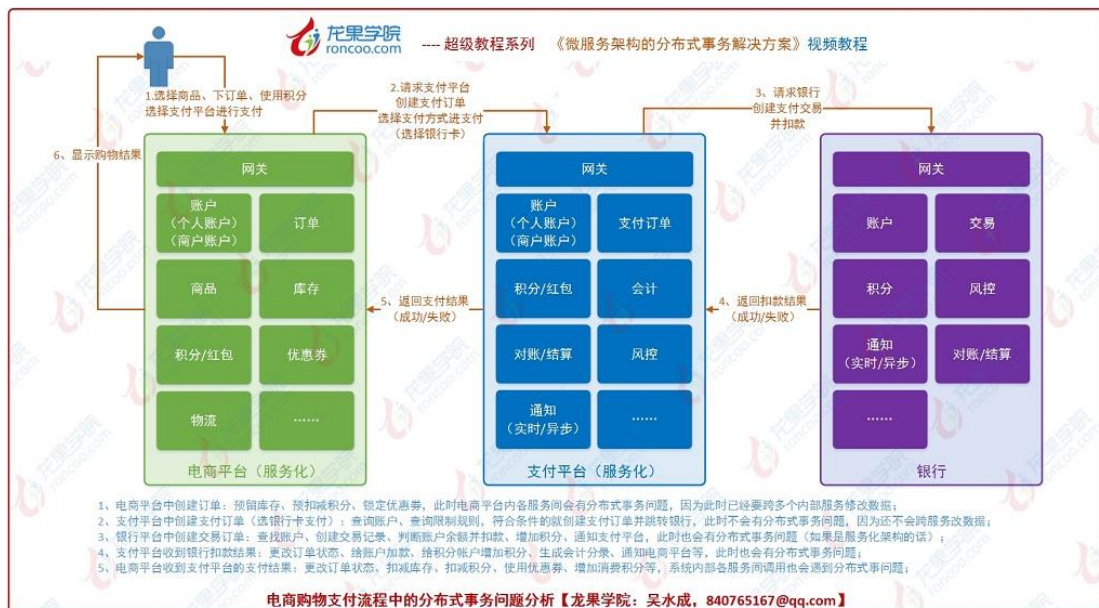 龙果学院
roncoo.com
---- 超级教程系列 《微服务架构的分布式事务解决方案》视频教程
1.选择商品、下订单、使用积分
选择支付平台进行支付
2.请求支付平台
创建支付订单
选择支付方式进支付
（选择银行卡）
3、请求银行
创建支付交易
并扣款
6、显示购物结果
网关
账户
（个人账户）
（商户账户）
订单
商品
库存
积分/红包
优惠券
物流
……
电商平台（服务化）
5、返回支付结果
（成功/失败）
网关
账户
（个人账户）
（商户账户）
支付订单
积分/红包
会计
对账/结算
风控
通知
（实时/异步）
……
支付平台（服务化）
4、返回扣款结果
（成功/失败）
网关
账户
交易
积分
风控
通知
（实时/异步）
对账/结算
……
银行
1、电商平台中创建订单：预留库存、预扣减积分、锁定优惠券，此时电商平台内各服务间会有分布式事务问题，因为此时已经要跨多个内部服务修改数据；
2、支付平台中创建支付订单（选银行卡支付）：查询账户、查询限制规则，符合条件的就创建支付订单并跳转银行，此时不会有分布式事务问题，因为还不会跨服务改数据；
3、银行平台中创建交易订单：查找账户、创建交易记录、判断账户余额并扣款、增加积分、通知支付平台，此时也会有分布式事务问题（如果是服务化架构的话）；
4、支付平台收到银行扣款结果：更改订单状态、给账户加款、给积分帐户增加积分、生成会计分录、通知电商平台等，此时也会有分布式事务问题；
5、电商平台收到支付平台的支付结果：更改订单状态、扣减库存、扣减积分、使用优惠券、增加消费积分等，系统内部各服务间调用也会遇到分布式事问题；
电商购物支付流程中的分布式事务问题分析【龙果学院：吴水成，840765167@qq.com】